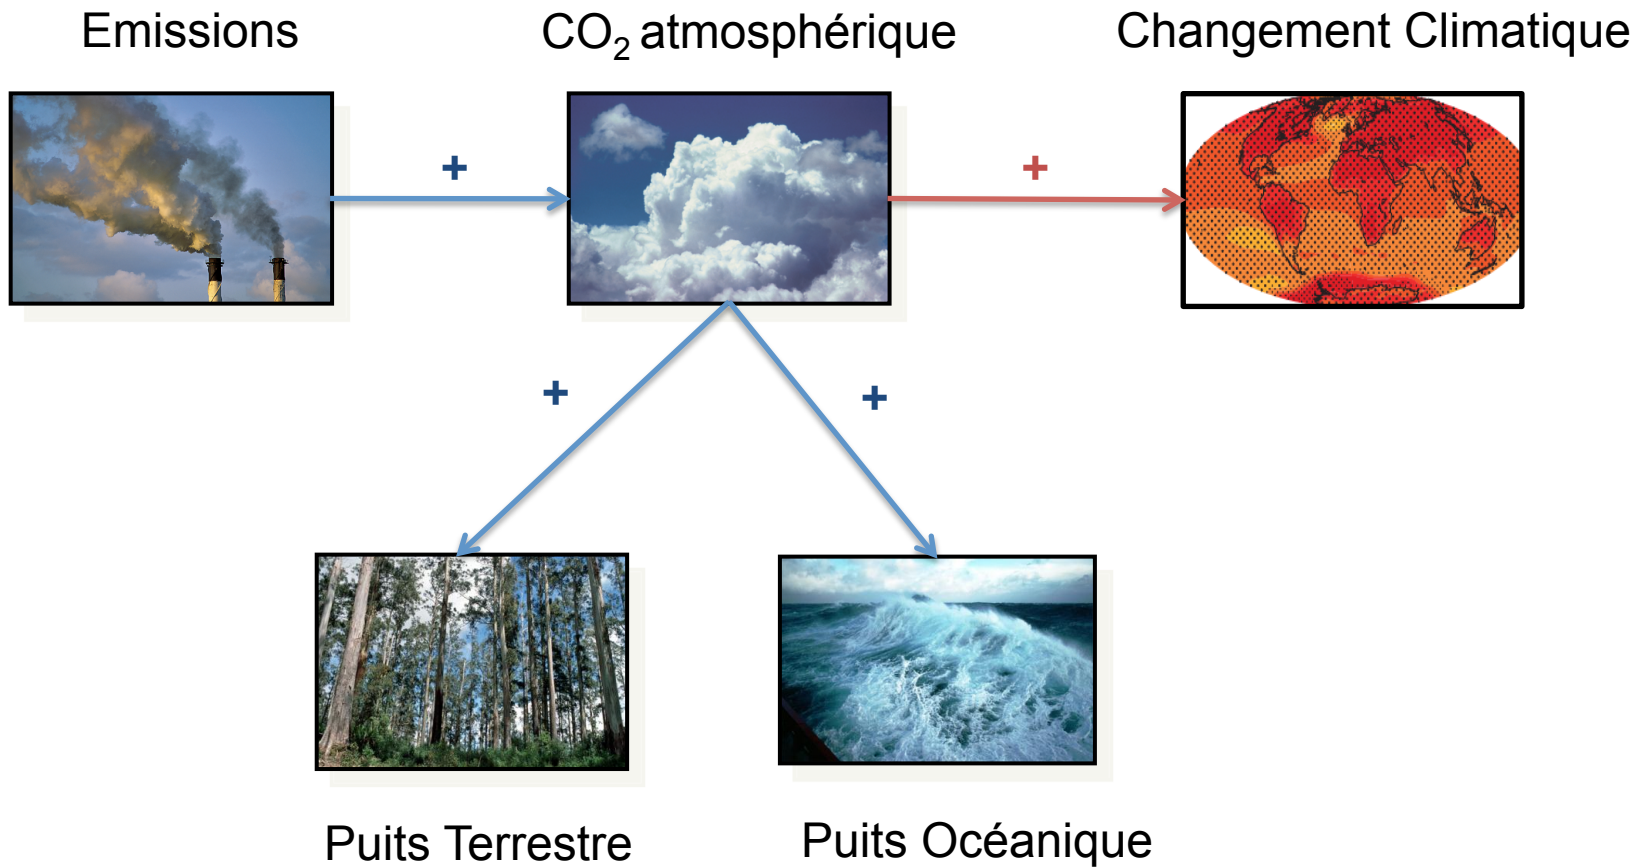 Emissions
CO₂ atmosphérique
Changement Climatique
+
+
+
+
Puits Terrestre
Puits Océanique